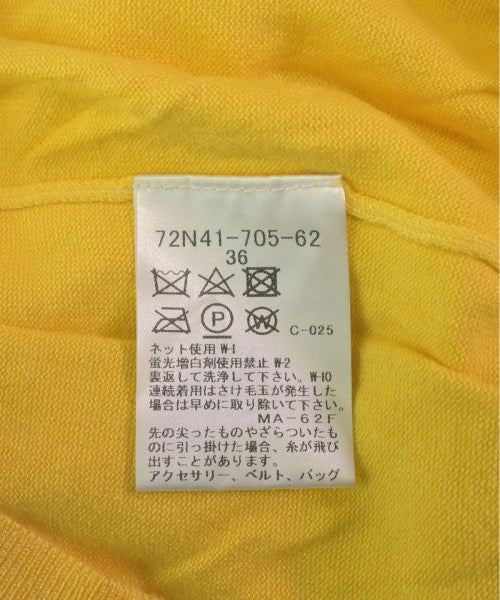 72N41-705-62
36
P W C-025
ネット使用 W-1
蛍光増白剤使用禁止 W-2
裏返して洗浄して下さい。W-10
連続着用はさけ毛玉が発生した
場合は早めに取り除いて下さい。
MA-62F
先の尖ったものやざらついたも
のに引っ掛けた場合、糸が飛び
出すことがあります。
アクセサリー、ベルト、バッグ